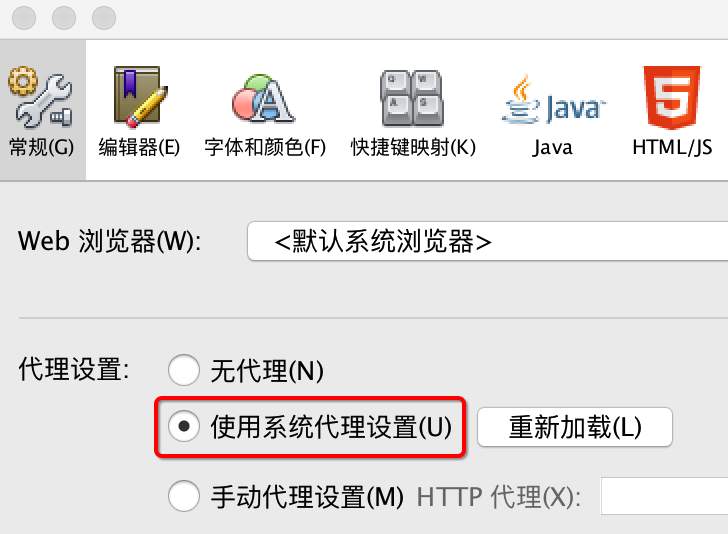 常规(G) 编辑器(E) 字体和颜色(F) 快捷键映射(K) Java HTML/JS
Q W A S Java 5
Web 浏览器(W): <默认系统浏览器>
代理设置: 无代理(N)
使用系统代理设置(U) 重新加载(L)
手动代理设置(M) HTTP 代理(X):